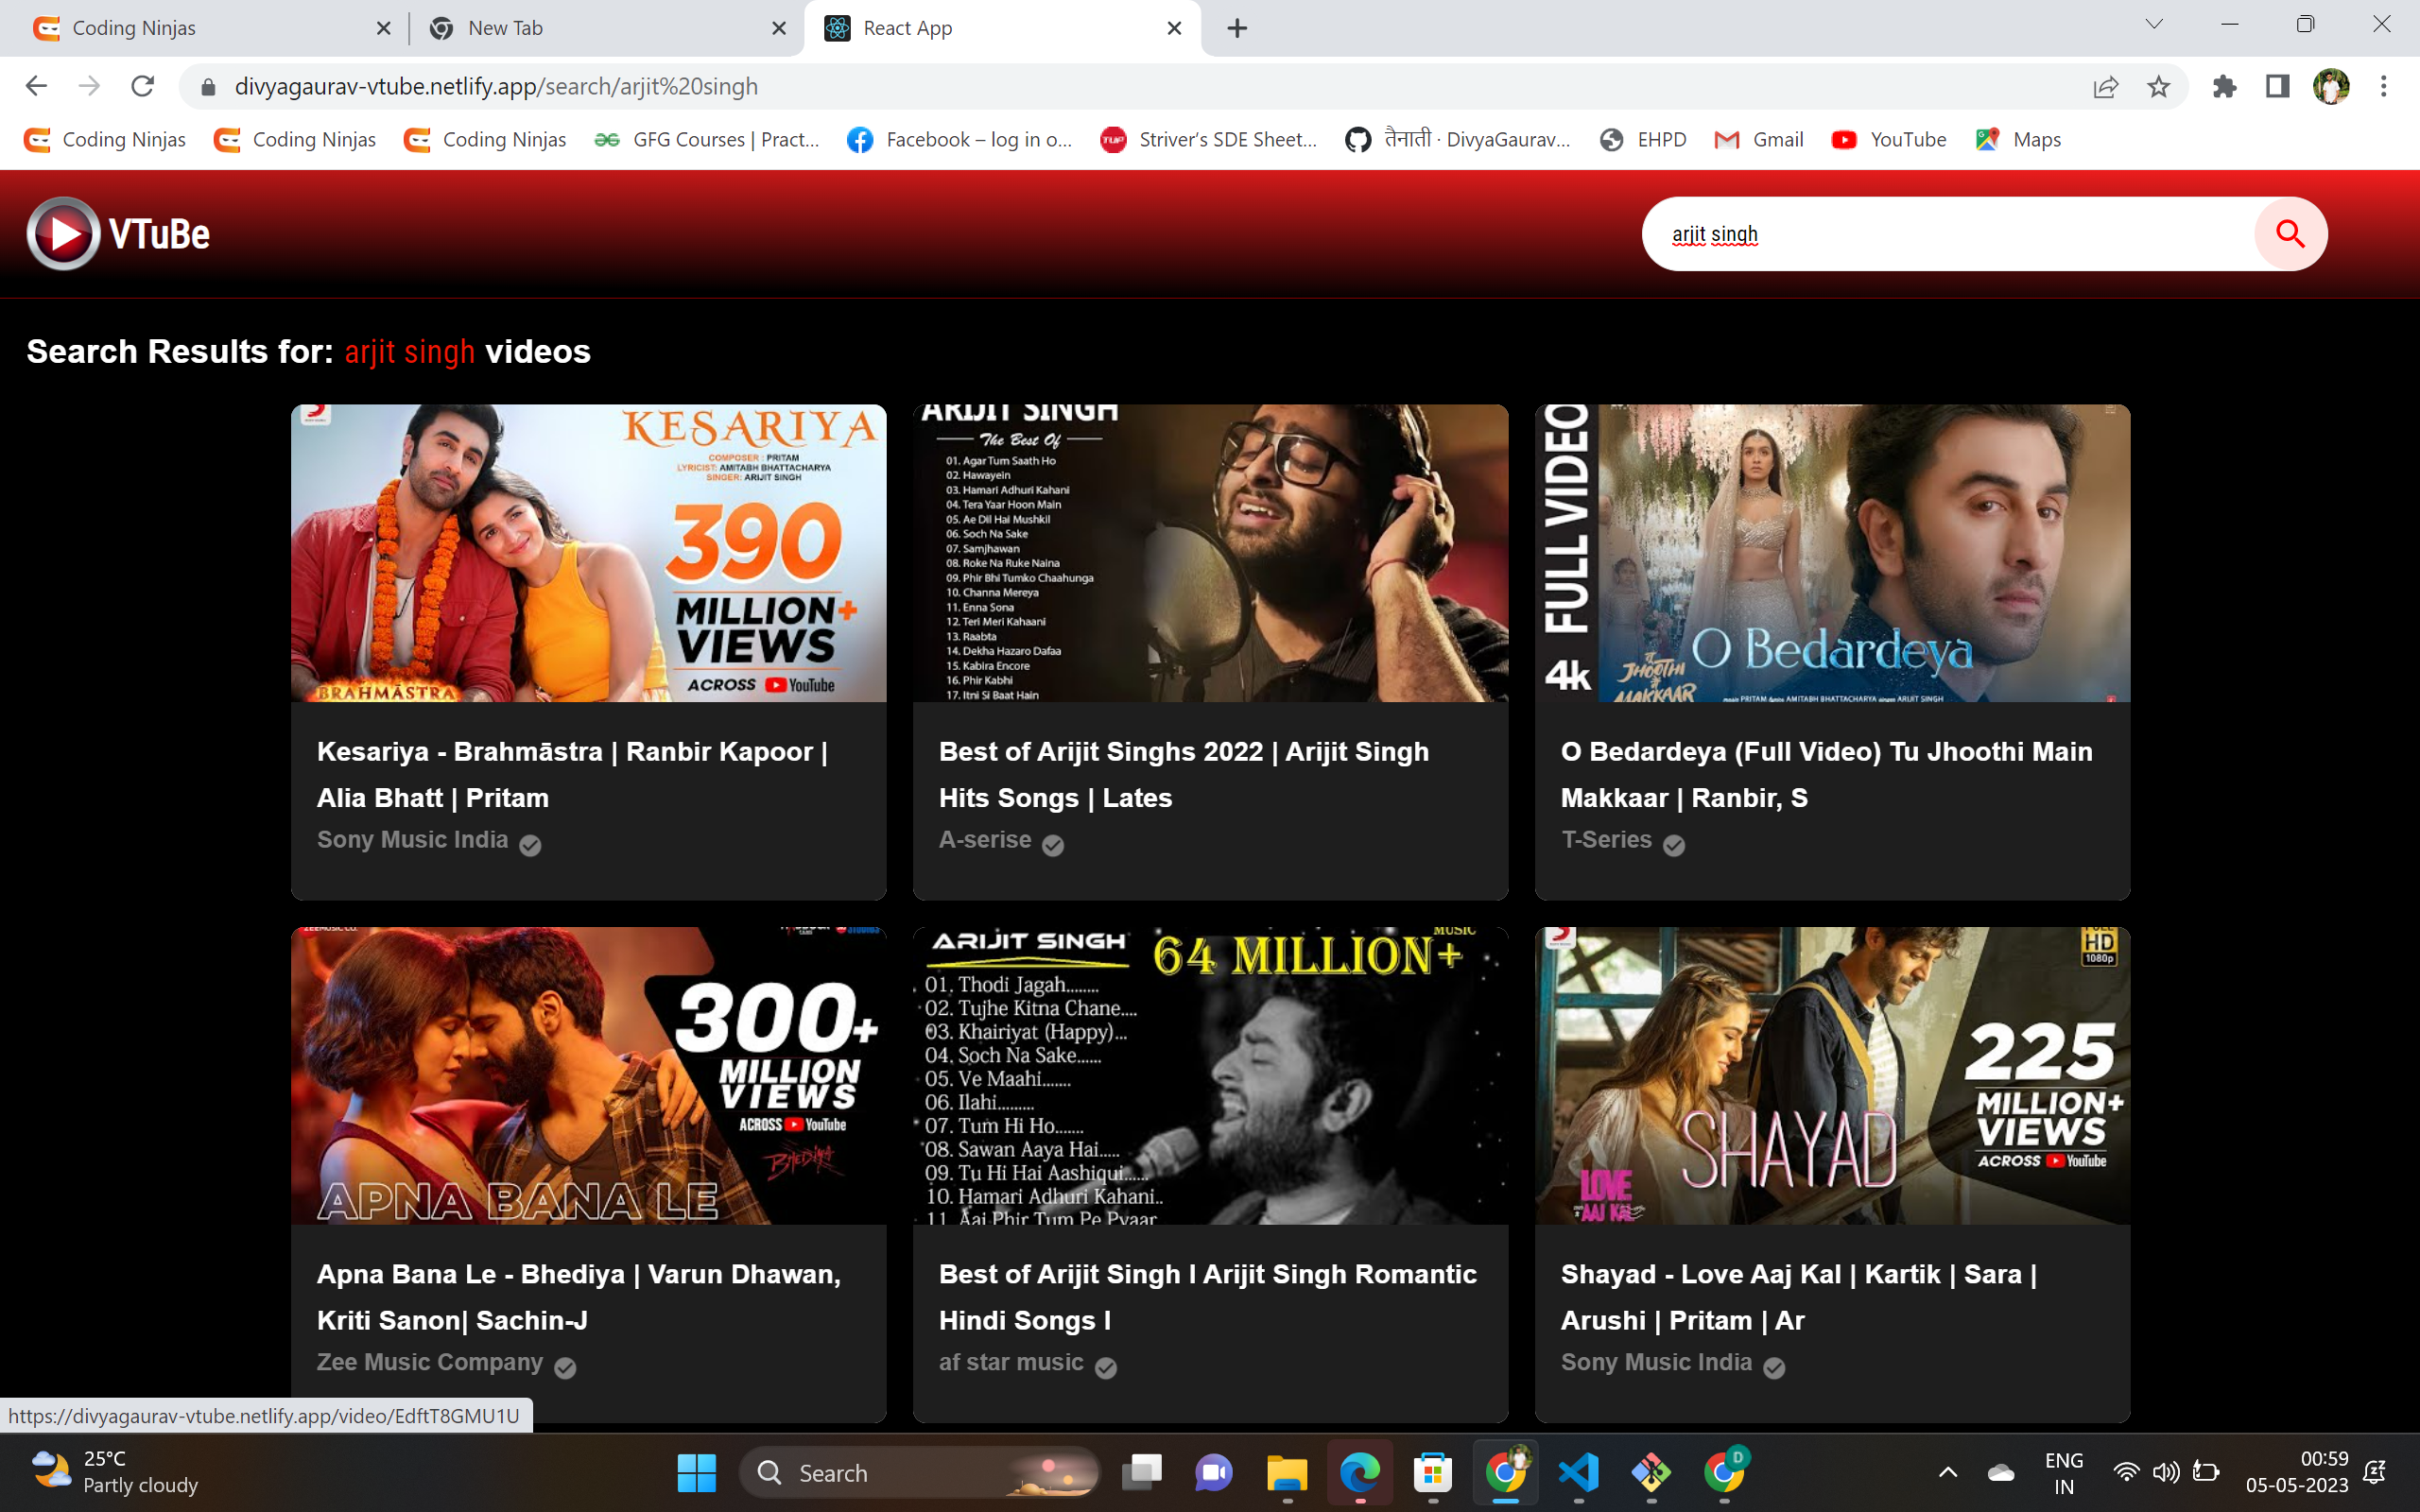 Coding Ninjas
New Tab
React App
divyagaurav-vtube.netlify.app/search/arjit%20singh
Coding Ninjas
Coding Ninjas
Coding Ninjas
GFG Courses | Pract...
Facebook – log in o...
Striver's SDE Sheet...
तैनाती · DivyaGaurav...
EHPD
Gmail
YouTube
Maps
VTuBe
arjit singh
Search Results for: arjit singh videos
KESARIYA
COMPOSER : PRITAM
LYRICIST: AMITABH BHATTACHARYA
SINGER: ARIJIT SINGH
390
MILLION+
VIEWS
ACROSS YouTube
BRAHMĀSTRA
Kesariya - Brahmāstra | Ranbir Kapoor |
Alia Bhatt | Pritam
Sony Music India
ARIJIT SINGH
The Best Of
01. Agar Tum Saath Ho
02. Hawayein
03. Hamari Adhuri Kahani
04. Tera Yaar Hoon Main
05. Ae Dil Hai Mushkil
06. Soch Na Sake
07. Samjhawan
08. Roke Na Ruke Naina
09. Phir Bhi Tumko Chaahunga
10. Channa Mereya
11. Enna Sona
12. Teri Meri Kahaani
13. Raabta
14. Dekha Hazaro Dafaa
15. Kabira Encore
16. Phir Kabhi
17. Itni Si Baat Hain
Best of Arijit Singhs 2022 | Arijit Singh
Hits Songs | Lates
A-serise
FULL VIDEO
4k
JHOOTHI
MAKKAAR
O Bedardeya
music PRITAM lyrics AMITABH BHATTACHARYA singer ARIJIT SINGH
O Bedardeya (Full Video) Tu Jhoothi Main
Makkaar | Ranbir, S
T-Series
ZEE MUSIC CO.
300+
MILLION
VIEWS
ACROSS YouTube
BHEDIYA
APNA BANA LE
Apna Bana Le - Bhediya | Varun Dhawan,
Kriti Sanon| Sachin-J
Zee Music Company
MUSIC
ARIJIT SINGH
64 MILLION+
01. Thodi Jagah........
02. Tujhe Kitna Chane....
03. Khairiyat (Happy)...
04. Soch Na Sake......
05. Ve Maahi.......
06. Ilahi.........
07. Tum Hi Ho.......
08. Sawan Aaya Hai.....
09. Tu Hi Hai Aashiqui......
10. Hamari Adhuri Kahani..
11. Aaj Phir Tum Pe Pyaar
Best of Arijit Singh l Arijit Singh Romantic
Hindi Songs l
af star music
FULL
HD
1080p
225
MILLION+
VIEWS
ACROSS YouTube
SHAYAD
LOVE
AAJ KAL
Shayad - Love Aaj Kal | Kartik | Sara |
Arushi | Pritam | Ar
Sony Music India
https://divyagaurav-vtube.netlify.app/video/EdftT8GMU1U
25°C
Partly cloudy
Search
D
ENG
IN
00:59
05-05-2023